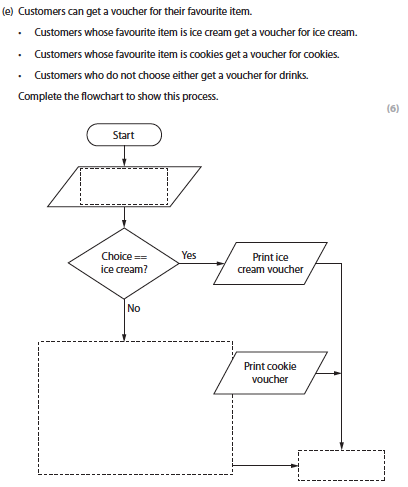 (e) Customers can get a voucher for their favourite item.
• Customers whose favourite item is ice cream get a voucher for ice cream.
• Customers whose favourite item is cookies get a voucher for cookies.
• Customers who do not choose either get a voucher for drinks.
Complete the flowchart to show this process.
(6)
Start
Choice ==
ice cream?
Yes
Print ice
cream voucher
No
Print cookie
voucher